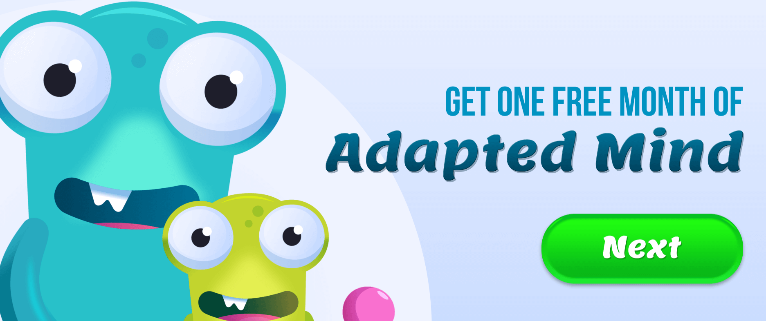 GET ONE FREE MONTH OF
Adapted Mind
Next